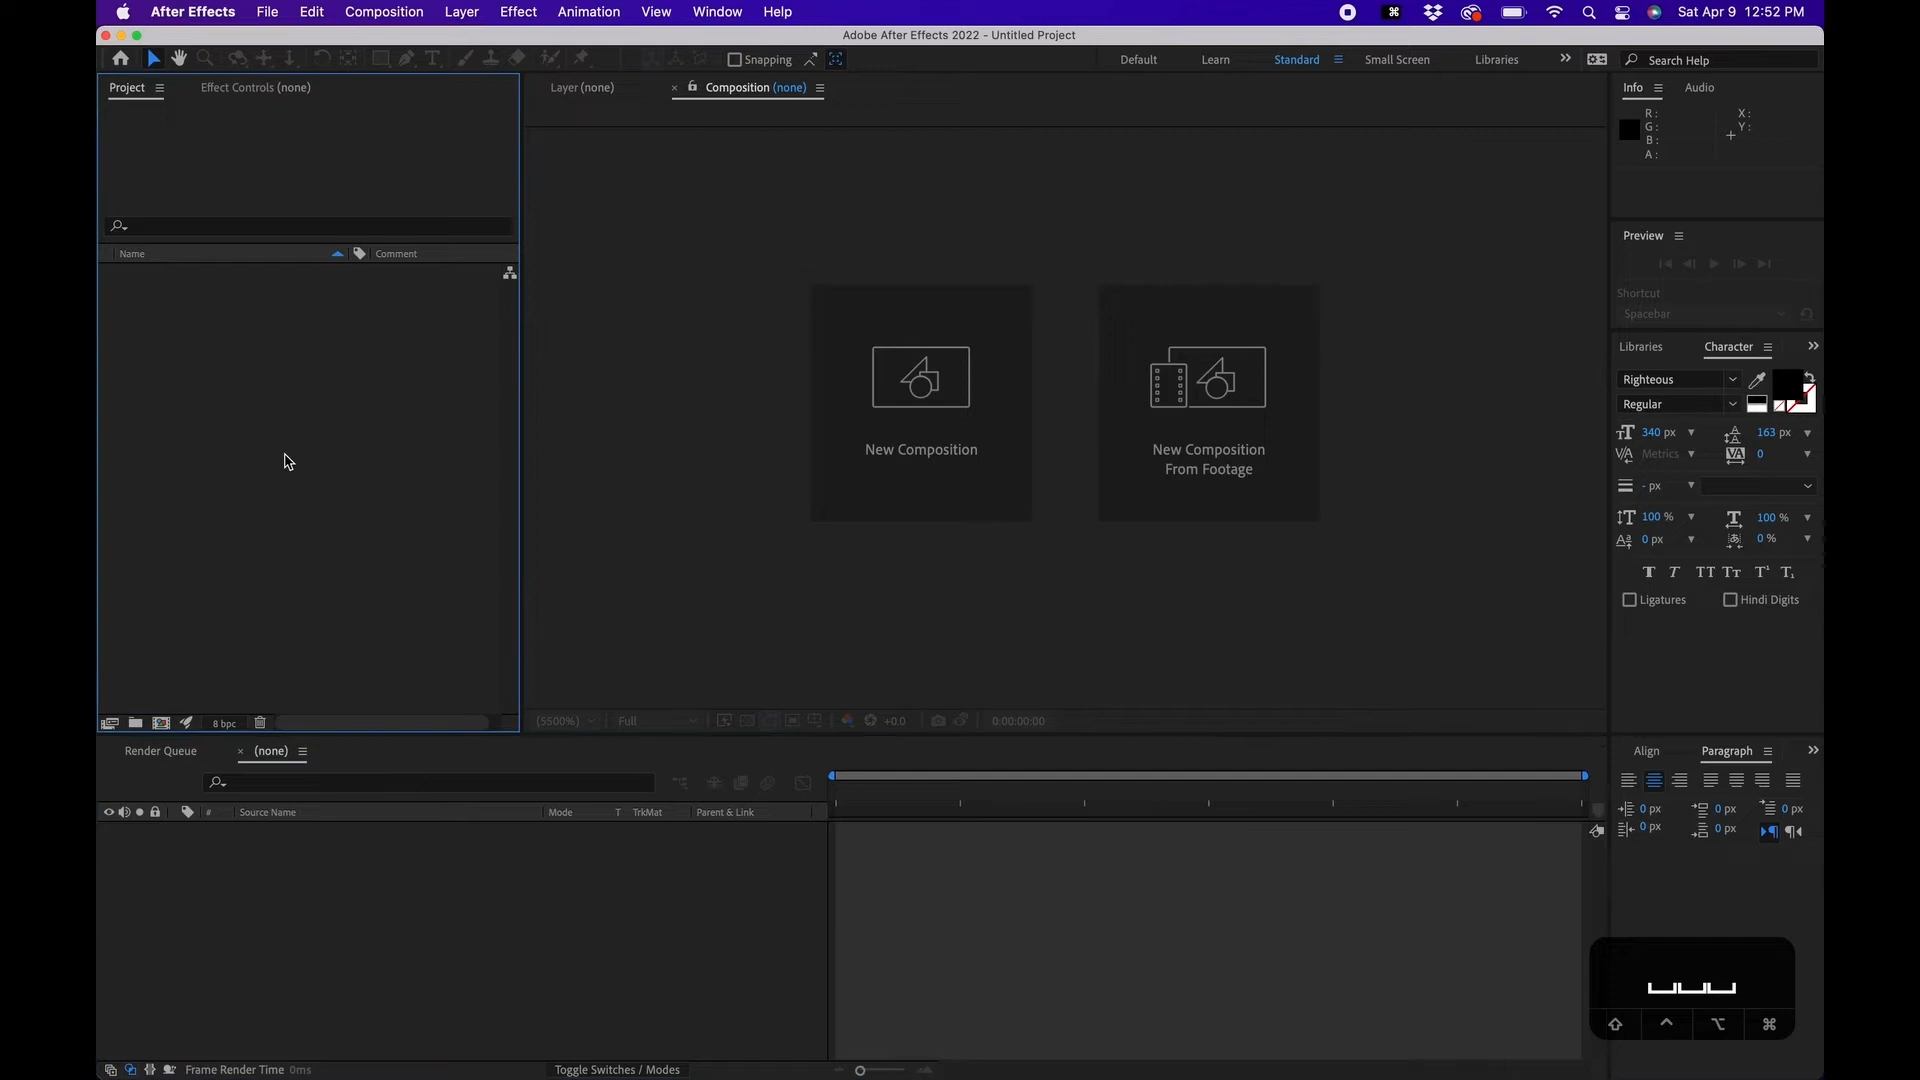 After Effects File Edit Composition Layer Effect Animation View Window Help Sat Apr 9 12:52 PM
Adobe After Effects 2022 - Untitled Project
Snapping Default Learn Standard Small Screen Libraries Search Help
Project Effect Controls (none) Layer (none) Composition (none) Info Audio
R: X:
G: Y:
B:
A:
Name Comment
Preview
Shortcut
Spacebar
Libraries Character
Righteous
Regular
340 px 163 px
Metrics 0
- px
100 % 100 %
0 px 0 %
Ligatures Hindi Digits
New Composition
New Composition
From Footage
8 bpc (5500%) Full +0.0 0:00:00:00
Render Queue (none) Align Paragraph
# Source Name Mode T TrkMat Parent & Link
0 px 0 px 0 px
0 px 0 px
Frame Render Time 0ms Toggle Switches / Modes